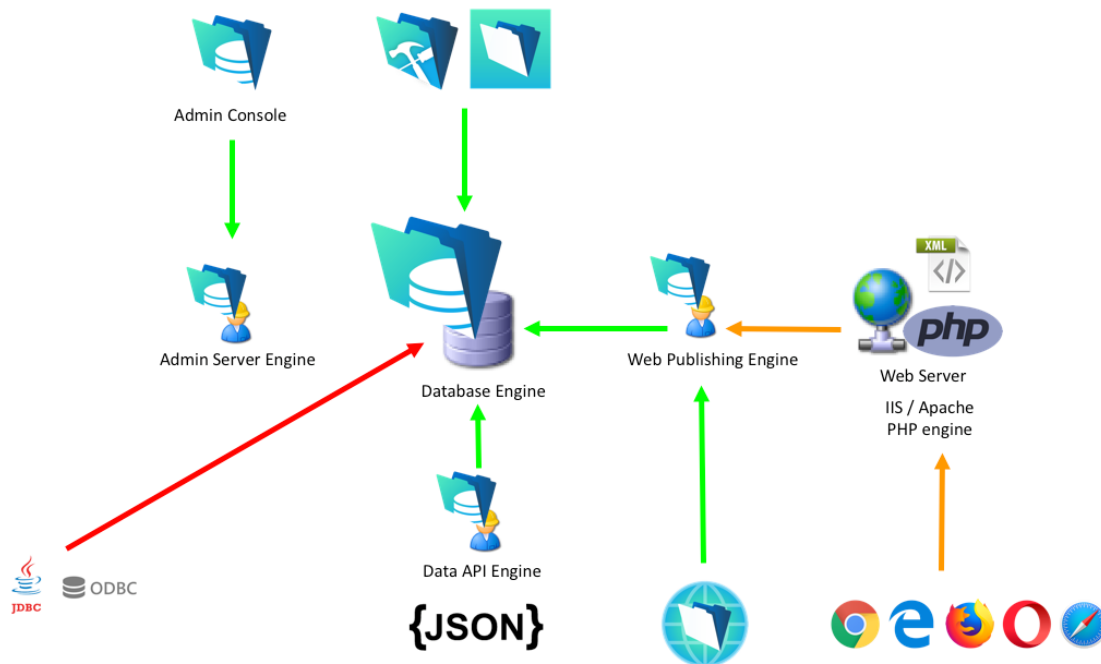 Admin Console
XML
</>
php
Admin Server Engine
Database Engine
Web Publishing Engine
Web Server
IIS / Apache
PHP engine
JDBC
ODBC
Data API Engine
{JSON}